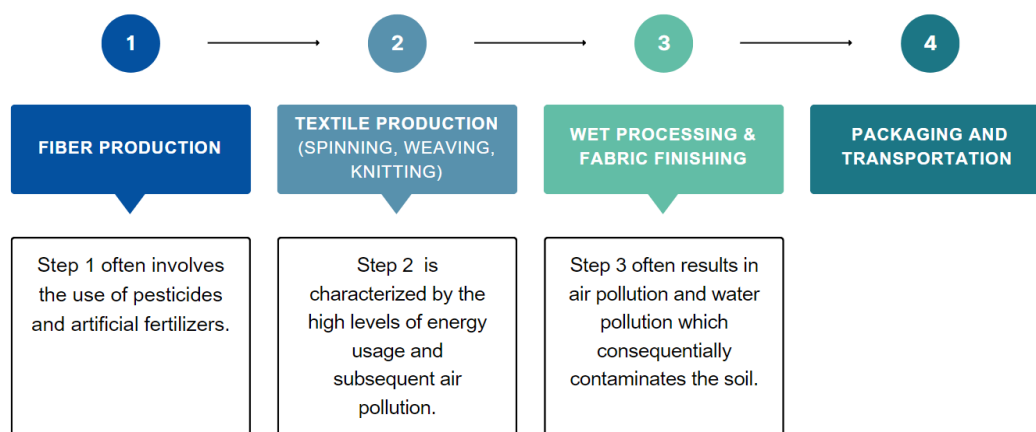 1
2
3
4
FIBER PRODUCTION
TEXTILE PRODUCTION
(SPINNING, WEAVING,
KNITTING)
WET PROCESSING &
FABRIC FINISHING
PACKAGING AND
TRANSPORTATION
Step 1 often involves
the use of pesticides
and artificial fertilizers.
Step 2 is
characterized by the
high levels of energy
usage and
subsequent air
pollution.
Step 3 often results in
air pollution and water
pollution which
consequentially
contaminates the soil.